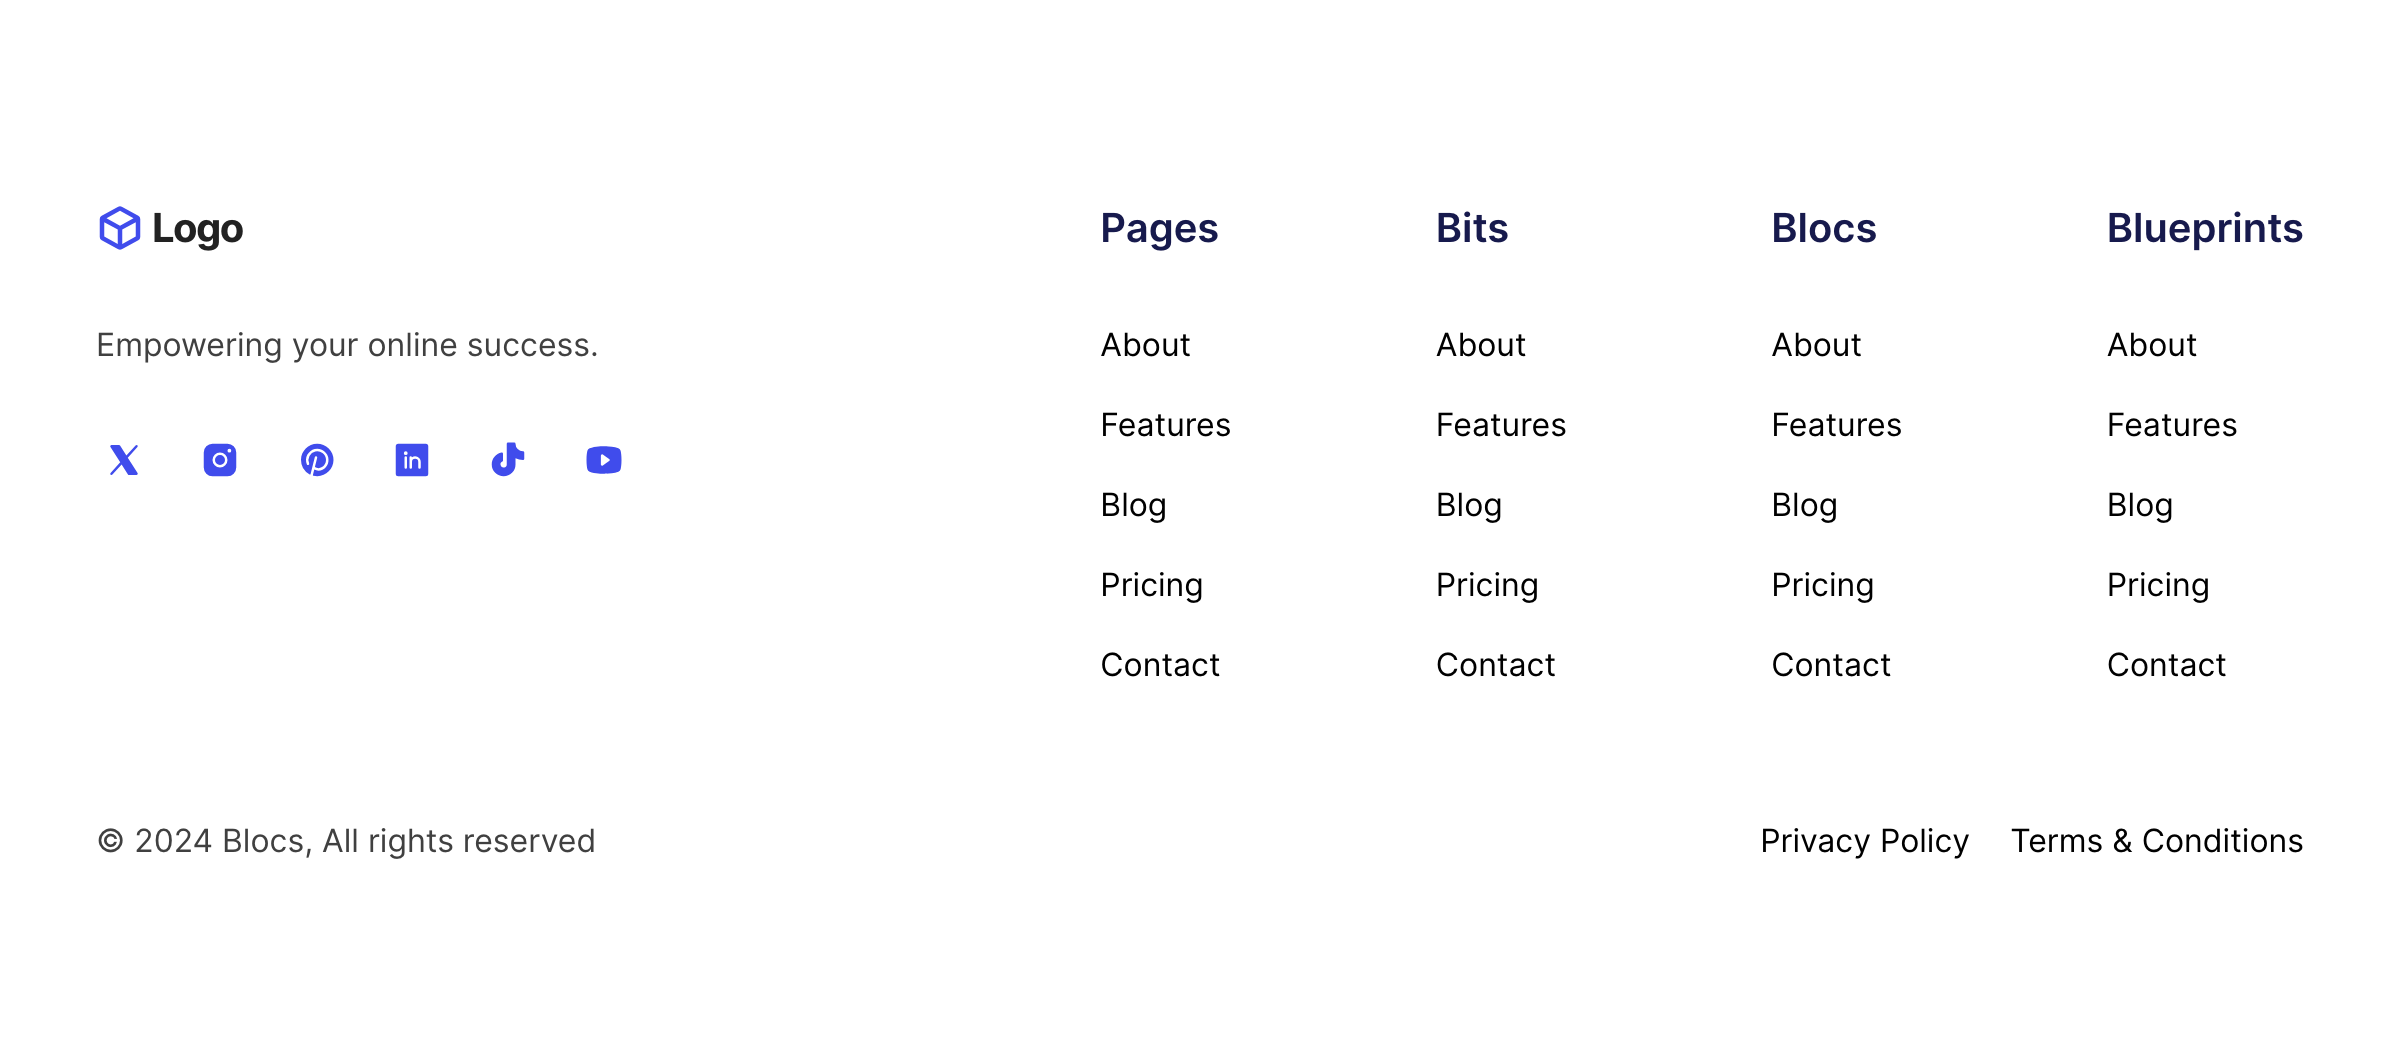 Logo
Empowering your online success.
Pages
About
Features
Blog
Pricing
Contact
Bits
About
Features
Blog
Pricing
Contact
Blocs
About
Features
Blog
Pricing
Contact
Blueprints
About
Features
Blog
Pricing
Contact
© 2024 Blocs, All rights reserved
Privacy Policy Terms & Conditions